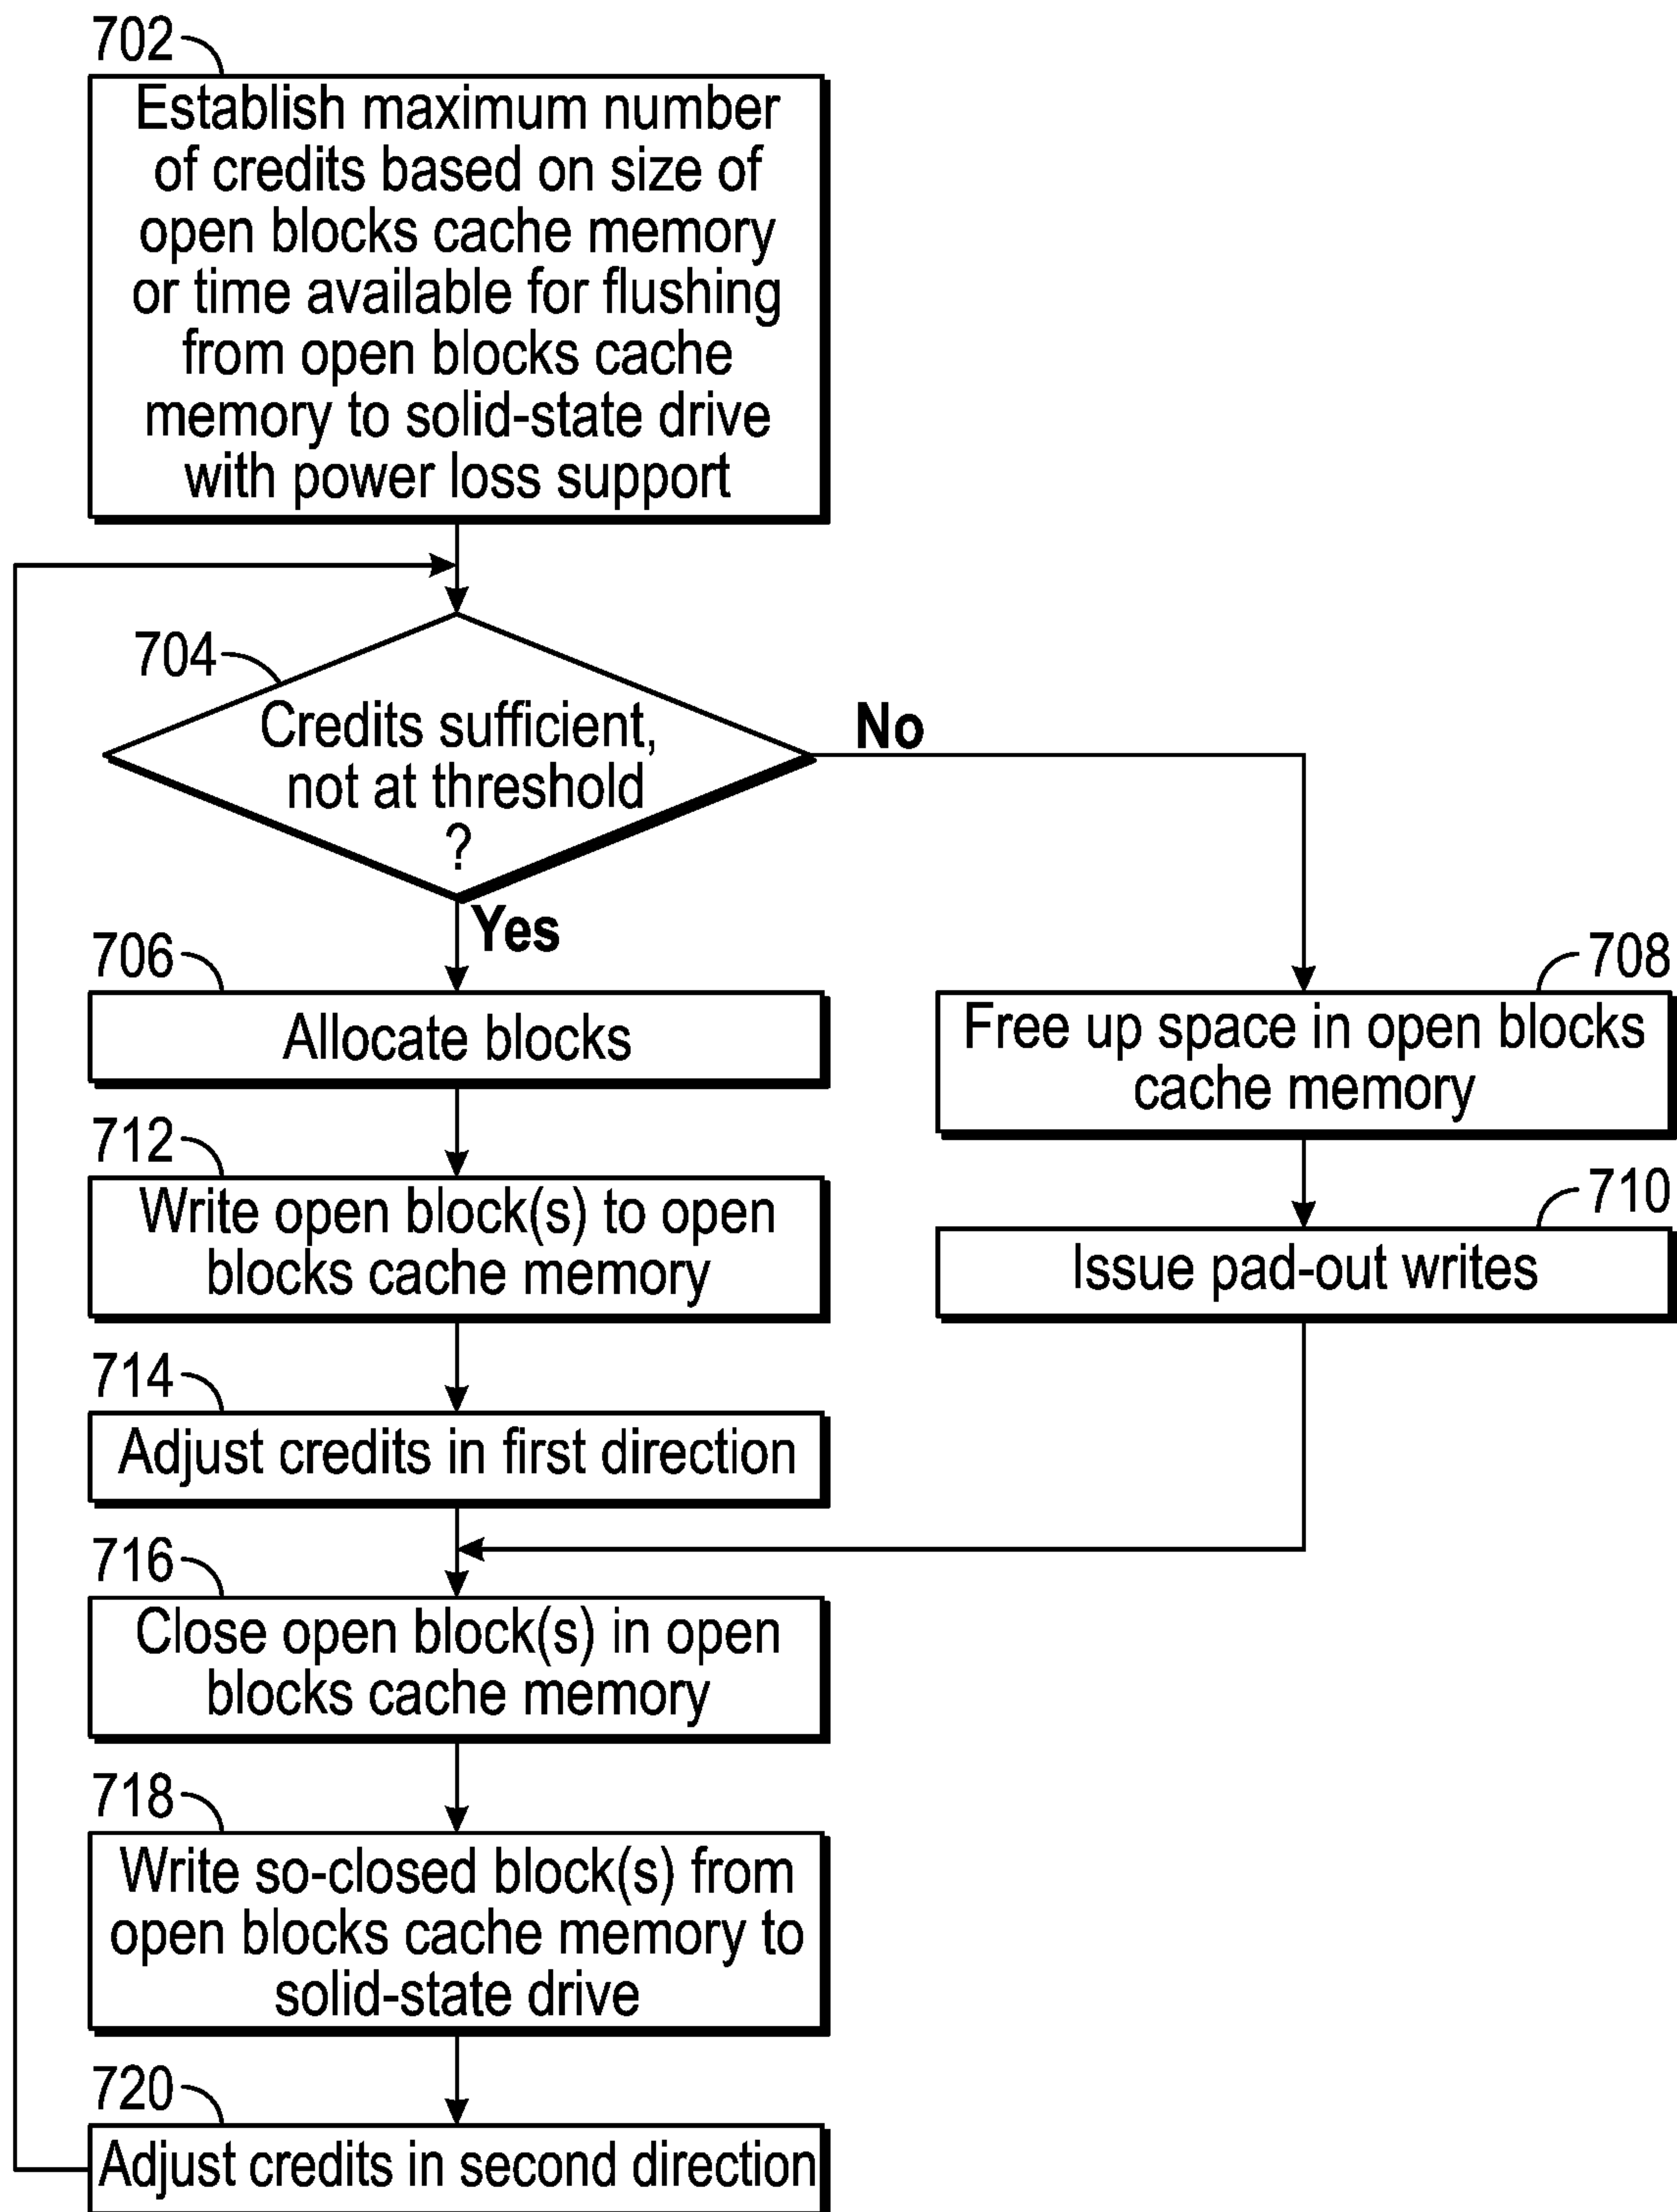 702
Establish maximum number
of credits based on size of
open blocks cache memory
or time available for flushing
from open blocks cache
memory to solid-state drive
with power loss support
704
Credits sufficient,
not at threshold
?
No
Yes
706
Allocate blocks
708
Free up space in open blocks
cache memory
712
Write open block(s) to open
blocks cache memory
710
Issue pad-out writes
714
Adjust credits in first direction
716
Close open block(s) in open
blocks cache memory
718
Write so-closed block(s) from
open blocks cache memory to
solid-state drive
720
Adjust credits in second direction